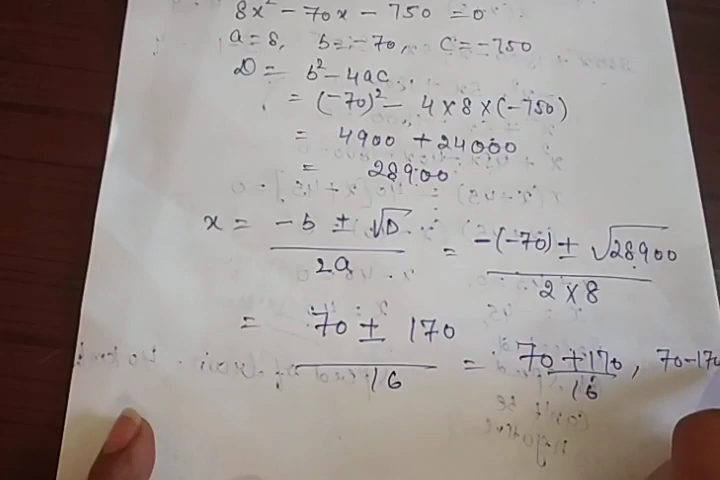 8x² - 70x - 750 = 0
a = 8, b = -70, c = -750
D = b² - 4ac
= (-70)² - 4 × 8 × (-750)
= 4900 + 24000
= 28900
x = -b ± √D / 2a = -(-70) ± √28900 / 2 × 8
= 70 ± 170 / 16 = 70 + 170 / 16, 70 - 170